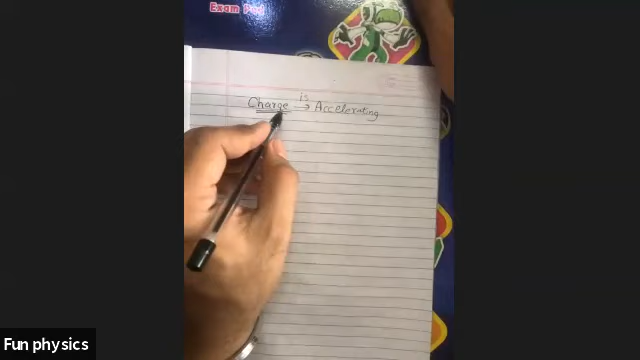 Exam Pad
is
Charge → Accelerating
Fun physics